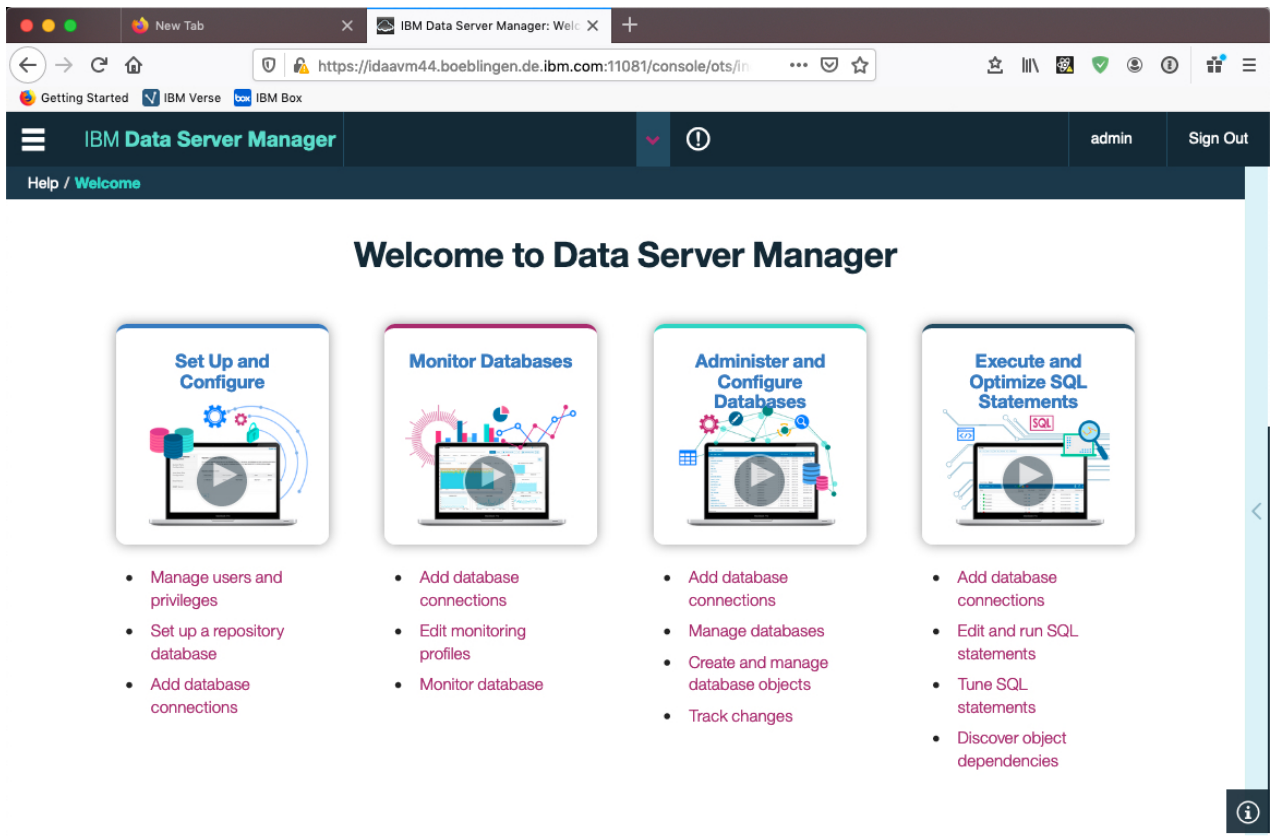 New Tab
IBM Data Server Manager: Welc
https://idaavm44.boeblingen.de.ibm.com:11081/console/ots/in
Getting Started IBM Verse box IBM Box
IBM Data Server Manager
admin Sign Out
Help / Welcome
Welcome to Data Server Manager
Set Up and
Configure
Manage users and
privileges
Set up a repository
database
Add database
connections
Monitor Databases
Add database
connections
Edit monitoring
profiles
Monitor database
Administer and
Configure
Databases
Add database
connections
Manage databases
Create and manage
database objects
Track changes
Execute and
Optimize SQL
Statements
SQL
</>
Add database
connections
Edit and run SQL
statements
Tune SQL
statements
Discover object
dependencies